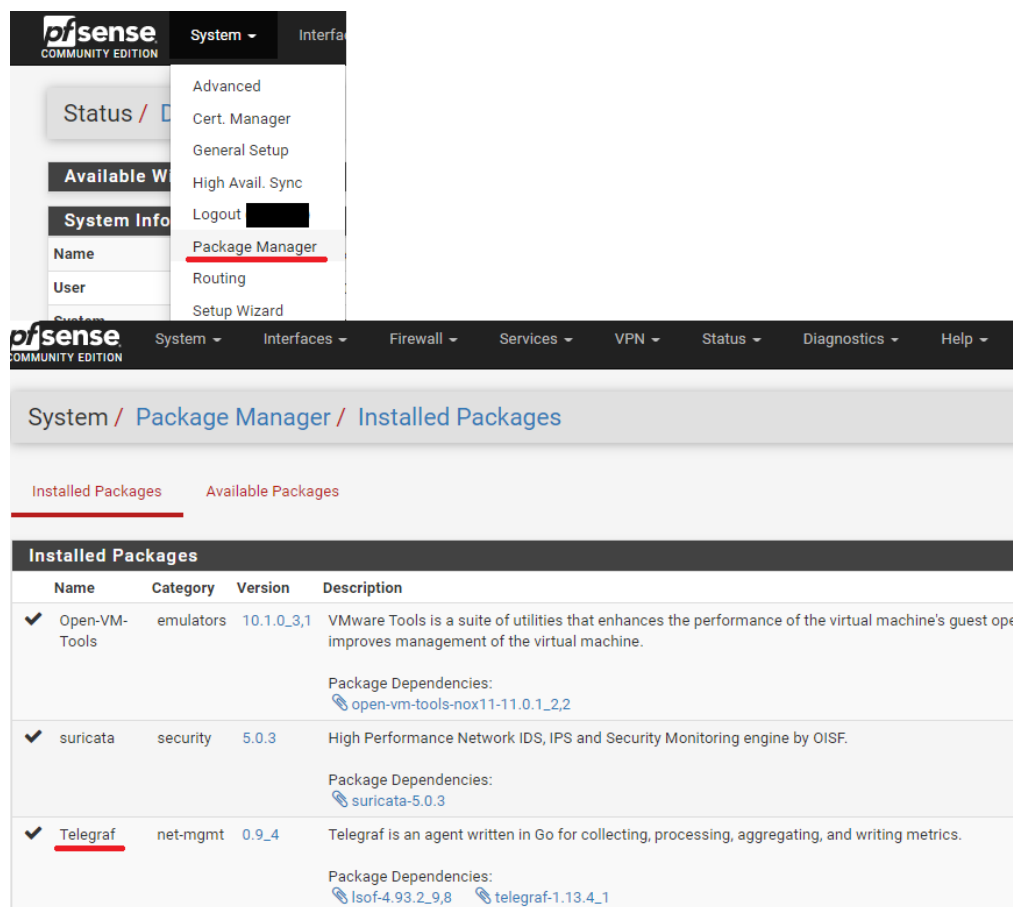 pfsense
COMMUNITY EDITION
System
Interfa
Advanced
Cert. Manager
General Setup
High Avail. Sync
Logout
Package Manager
Routing
Setup Wizard
Status /
Available Wi
System Info
Name
User
System
pfsense
COMMUNITY EDITION
System Interfaces Firewall Services VPN Status Diagnostics Help
System / Package Manager / Installed Packages
Installed Packages Available Packages
Installed Packages
Name Category Version Description
Open-VM-
Tools
emulators
10.1.0_3,1
VMware Tools is a suite of utilities that enhances the performance of the virtual machine's guest ope
improves management of the virtual machine.
Package Dependencies:
open-vm-tools-nox11-11.0.1_2,2
suricata security 5.0.3 High Performance Network IDS, IPS and Security Monitoring engine by OISF.
Package Dependencies:
suricata-5.0.3
Telegraf net-mgmt 0.9_4 Telegraf is an agent written in Go for collecting, processing, aggregating, and writing metrics.
Package Dependencies:
lsof-4.93.2_9,8 telegraf-1.13.4_1